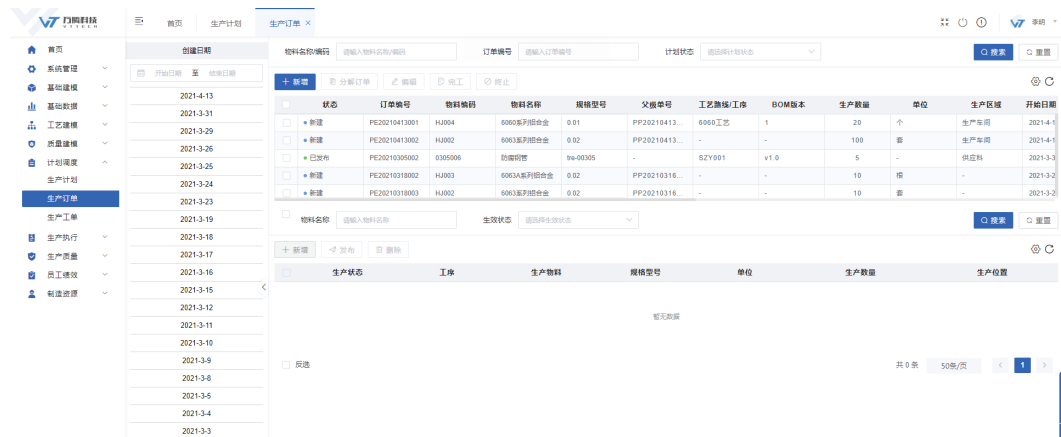 万腾科技
VTTECH
首页
生产计划
生产订单 ×
李明
首页
系统管理
基础建模
基础数据
工艺建模
质量建模
计划调度
生产计划
生产订单
生产工单
生产执行
生产质量
员工绩效
制造资源
创建日期
开始日期 至 结束日期
2021-4-13
2021-3-31
2021-3-29
2021-3-26
2021-3-25
2021-3-24
2021-3-23
2021-3-19
2021-3-18
2021-3-17
2021-3-16
2021-3-15
2021-3-12
2021-3-11
2021-3-10
2021-3-9
2021-3-8
2021-3-5
2021-3-4
2021-3-3
物料名称/编码 请输入物料名称/编码 订单编号 请输入订单编号 计划状态 请选择计划状态 搜索 重置
+ 新增 分解订单 编辑 完工 终止
状态 订单编号 物料编码 物料名称 规格型号 父级单号 工艺路线/工序 BOM版本 生产数量 单位 生产区域 开始日期
新建 PE20210413001 HJ004 6060系列铝合金 0.01 PP20210413... 6060工艺 1 20 个 生产车间 2021-4-1
新建 PE20210413002 HJ002 6063系列铝合金 0.02 PP20210413... - - 100 套 生产车间 2021-4-1
已发布 PE20210305002 0305006 防腐钢管 tre-00305 - SZY001 v1.0 5 - 供应科 2021-3-3
新建 PE20210318002 HJ003 6063A系列铝合金 0.02 PP20210316... - - 10 根 - 2021-3-2
新建 PE20210318003 HJ002 6063系列铝合金 0.02 PP20210316... - - 10 套 - 2021-3-2
物料名称 请输入物料名称 生效状态 请选择生效状态 搜索 重置
+ 新增 发布 删除
生产状态 工序 生产物料 规格型号 单位 生产数量 生产位置
暂无数据
反选 共 0 条 50条/页 < 1 >